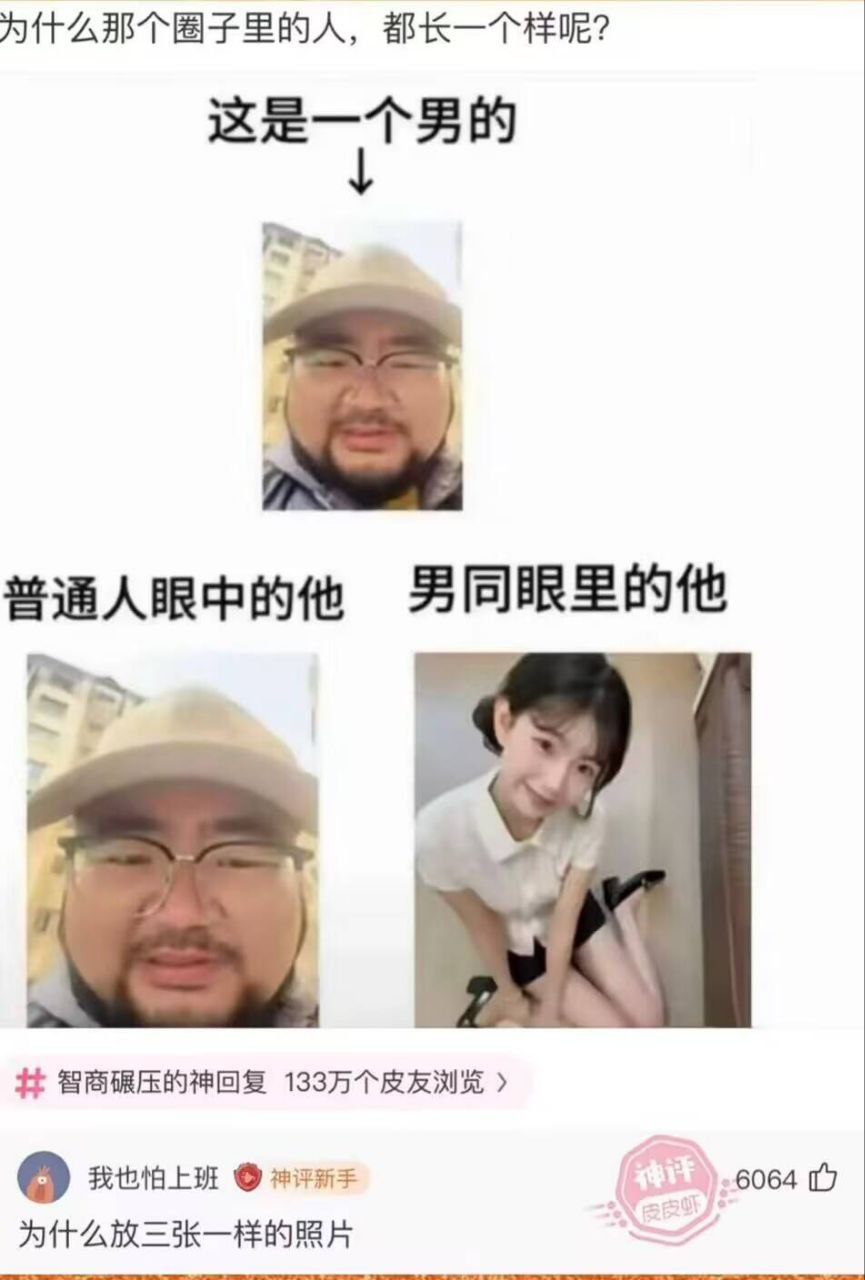 为什么那个圈子里的人，都长一个样呢？
这是一个男的
↓
普通人眼中的他
男同眼里的他
# 智商碾压的神回复 133万个皮友浏览 >
我也怕上班 神评新手
神评
皮皮虾
6064
为什么放三张一样的照片